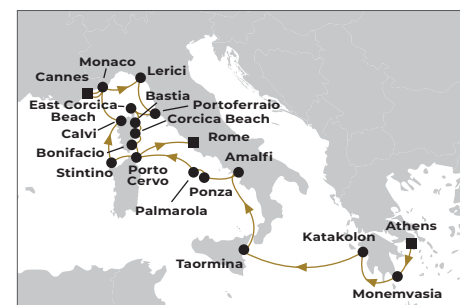 Monaco
Lerici
Cannes
Bastia
East Corcica
Beach
Portoferraio
Corcica Beach
Calvi
Rome
Bonifacio
Amalfi
Stintino
Porto
Cervo
Ponza
Palmarola
Athens
Katakolon
Taormina
Monemvasia